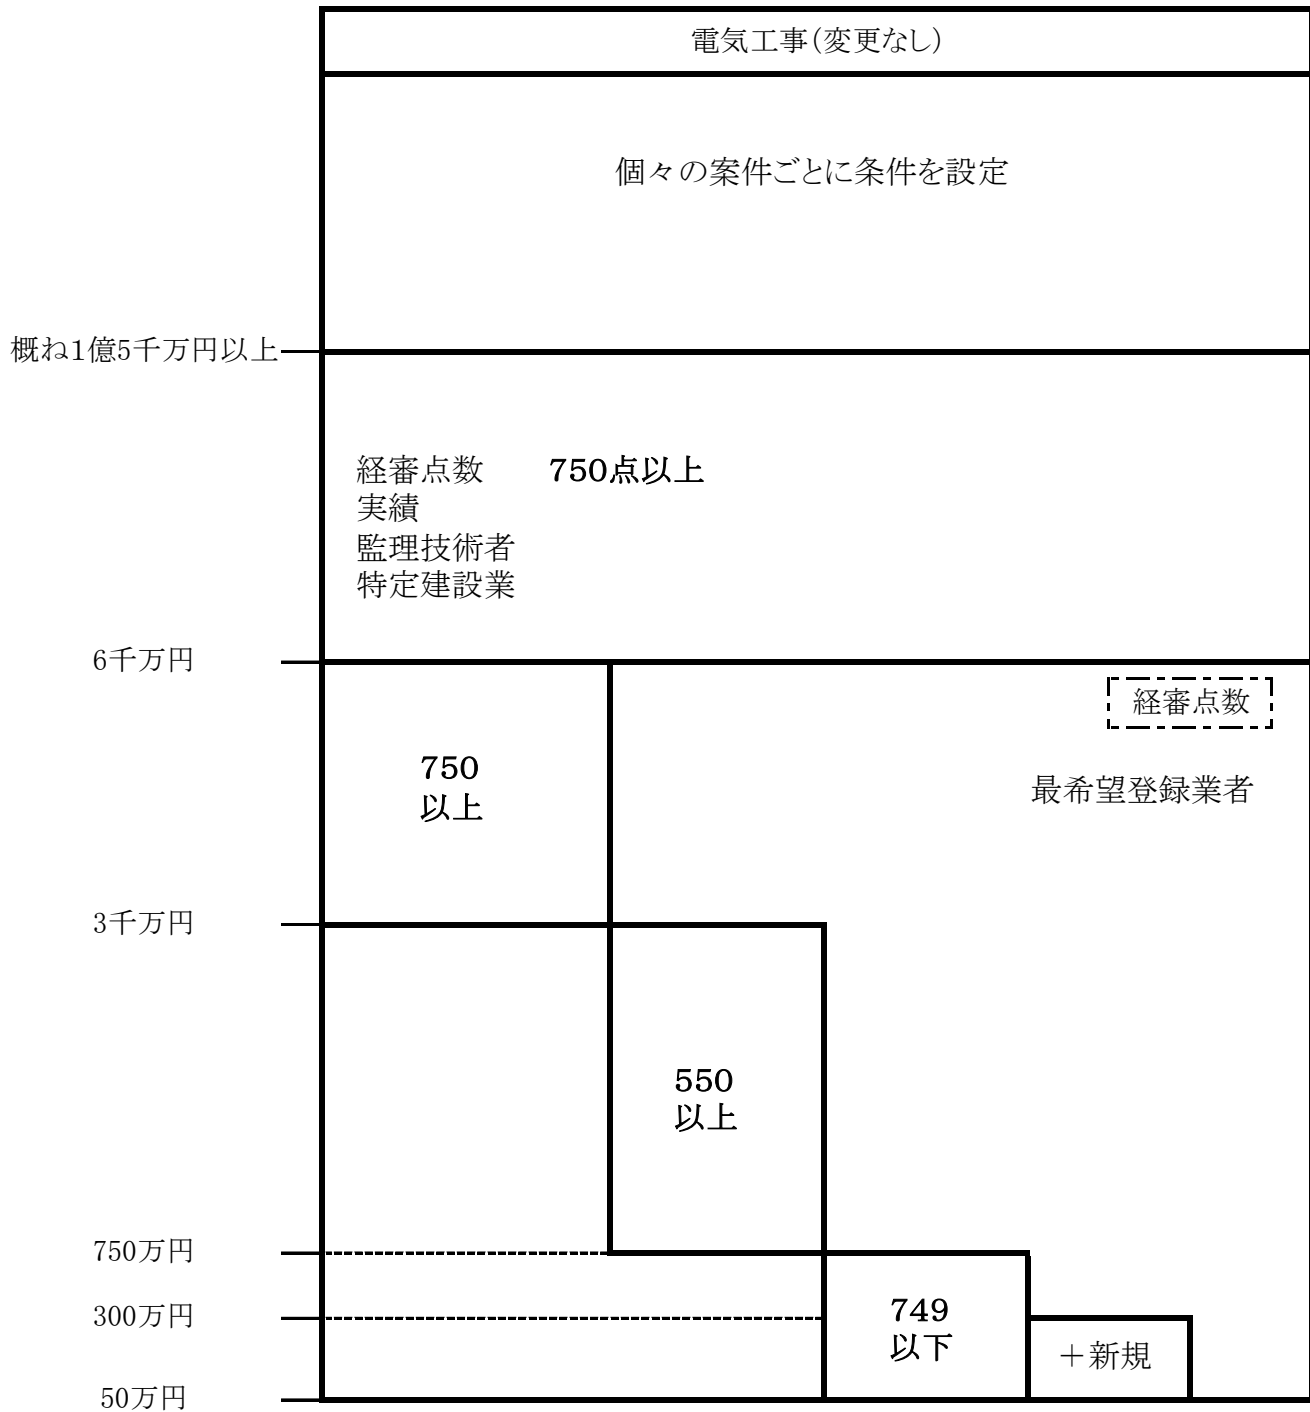 電気工事(変更なし)
個々の案件ごとに条件を設定
概ね1億5千万円以上
経審点数 750点以上
実績
監理技術者
特定建設業
6千万円
経審点数
750
以上
最希望登録業者
3千万円
550
以上
750万円
300万円
749
以下
+新規
50万円